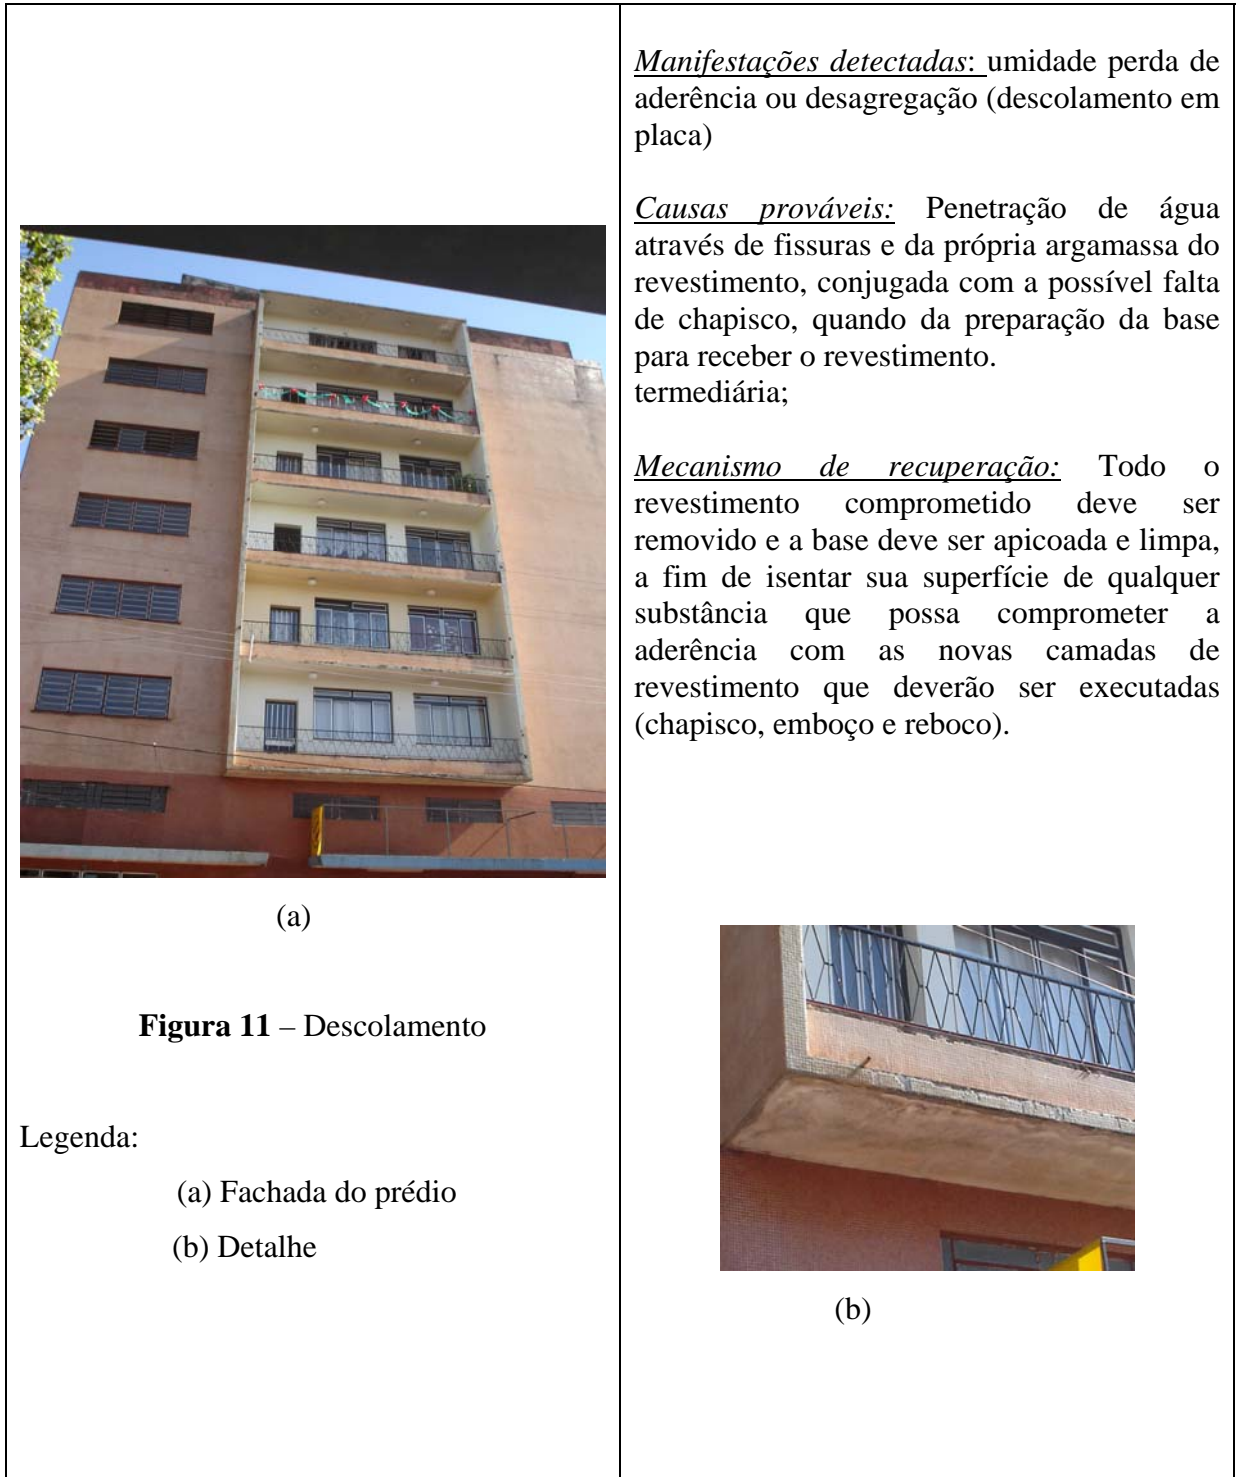 Manifestações detectadas: umidade perda de
aderência ou desagregação (descolamento em
placa)
Causas prováveis: Penetração de água
através de fissuras e da própria argamassa do
revestimento, conjugada com a possível falta
de chapisco, quando da preparação da base
para receber o revestimento.
termediária;
Mecanismo de recuperação: Todo o
revestimento comprometido deve ser
removido e a base deve ser apicoada e limpa,
a fim de isentar sua superfície de qualquer
substância que possa comprometer a
aderência com as novas camadas de
revestimento que deverão ser executadas
(chapisco, emboço e reboco).
(a)
Figura 11 – Descolamento
Legenda:
(a) Fachada do prédio
(b) Detalhe
(b)